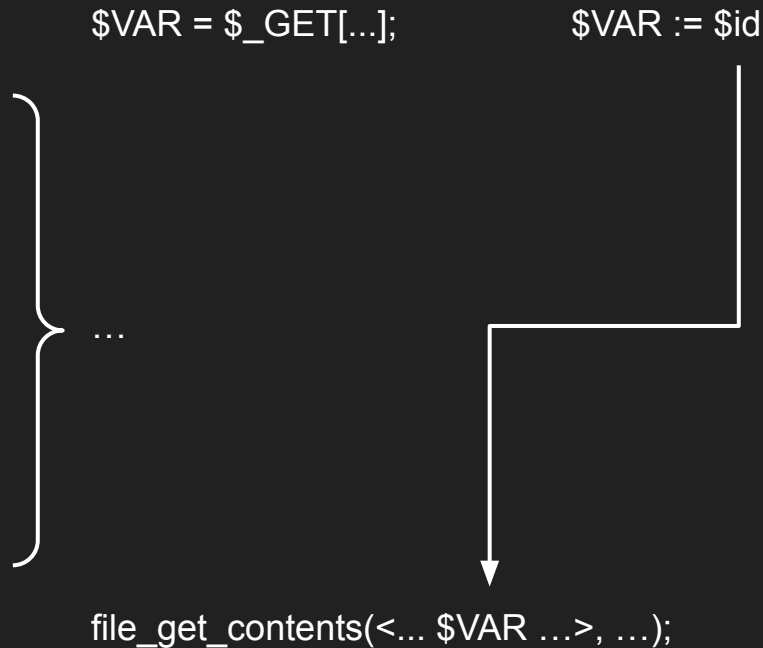 $VAR = $_GET[...]; $VAR := $id
…
file_get_contents(<... $VAR …>, …);